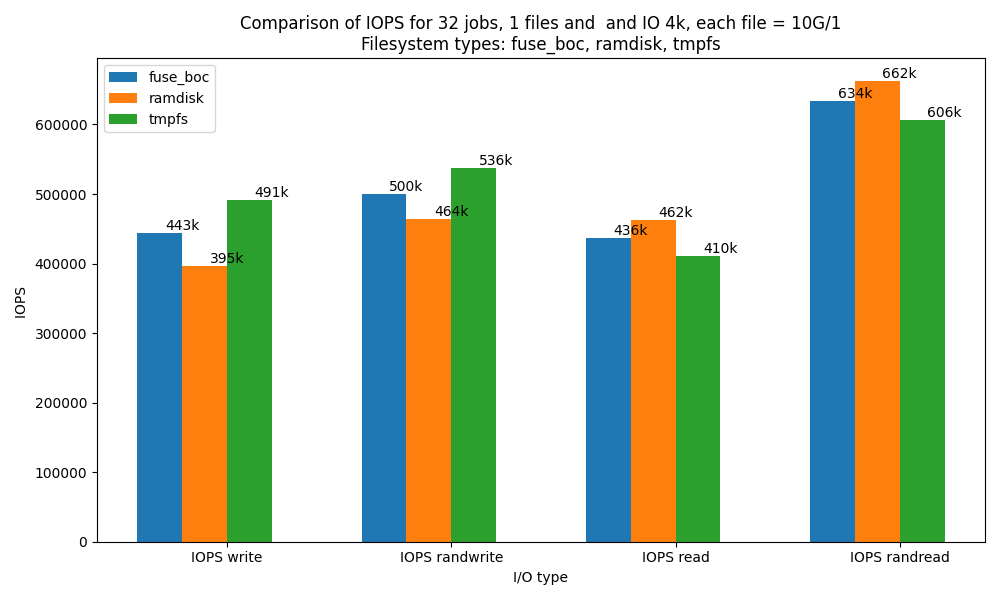 Comparison of IOPS for 32 jobs, 1 files and  and IO 4k, each file = 10G/1
Filesystem types: fuse_boc, ramdisk, tmpfs
fuse_boc
ramdisk
tmpfs
IOPS
600000
500000
400000
300000
200000
100000
0
443k
395k
491k
500k
464k
536k
436k
462k
410k
634k
662k
606k
IOPS write
IOPS randwrite
IOPS read
IOPS randread
I/O type